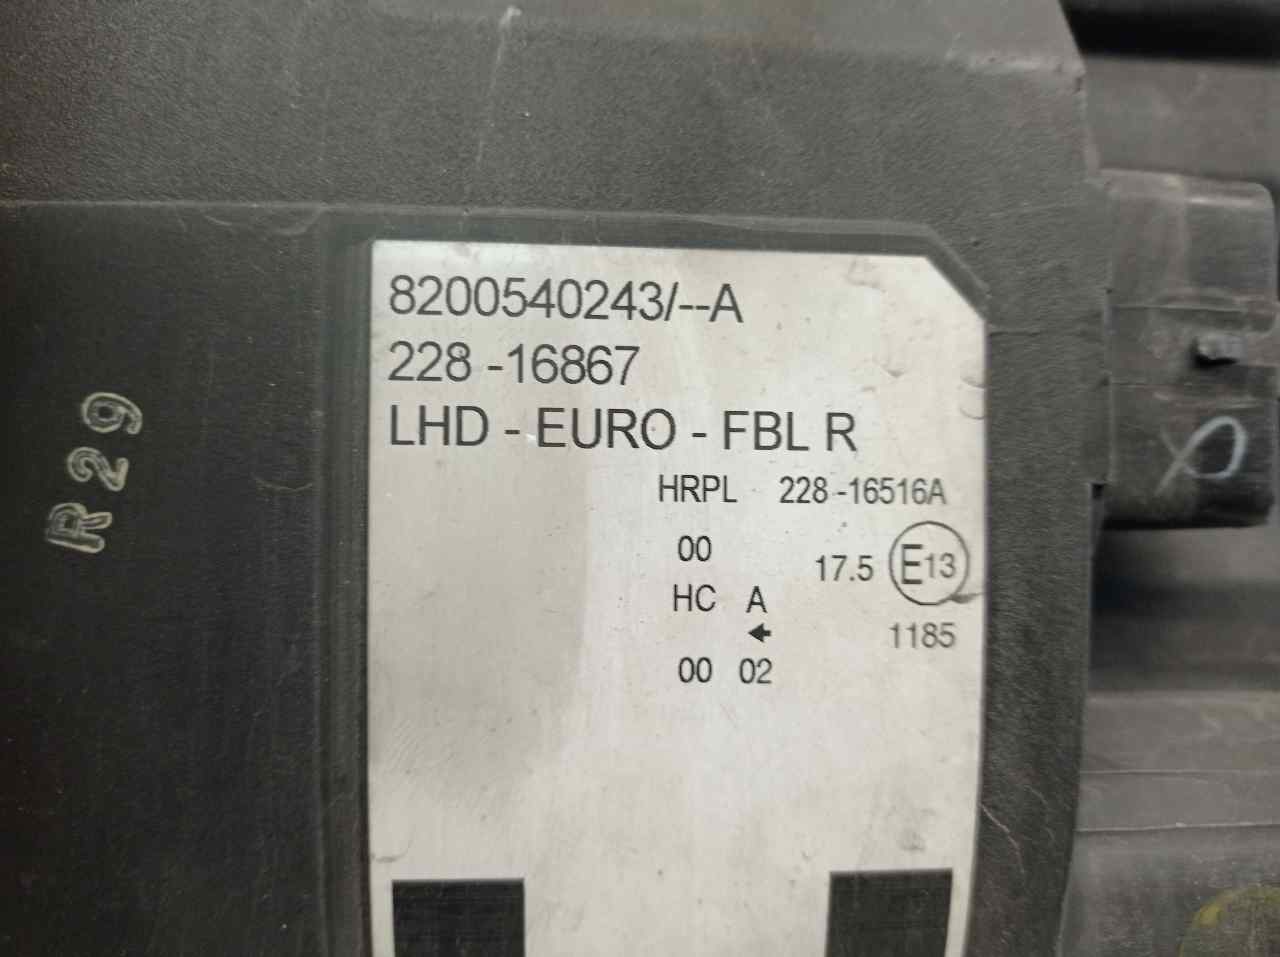 8200540243/--A
228 -16867
LHD - EURO - FBL R
HRPL 228 -16516A
00
17.5 E13
HC A
1185
00 02
R29